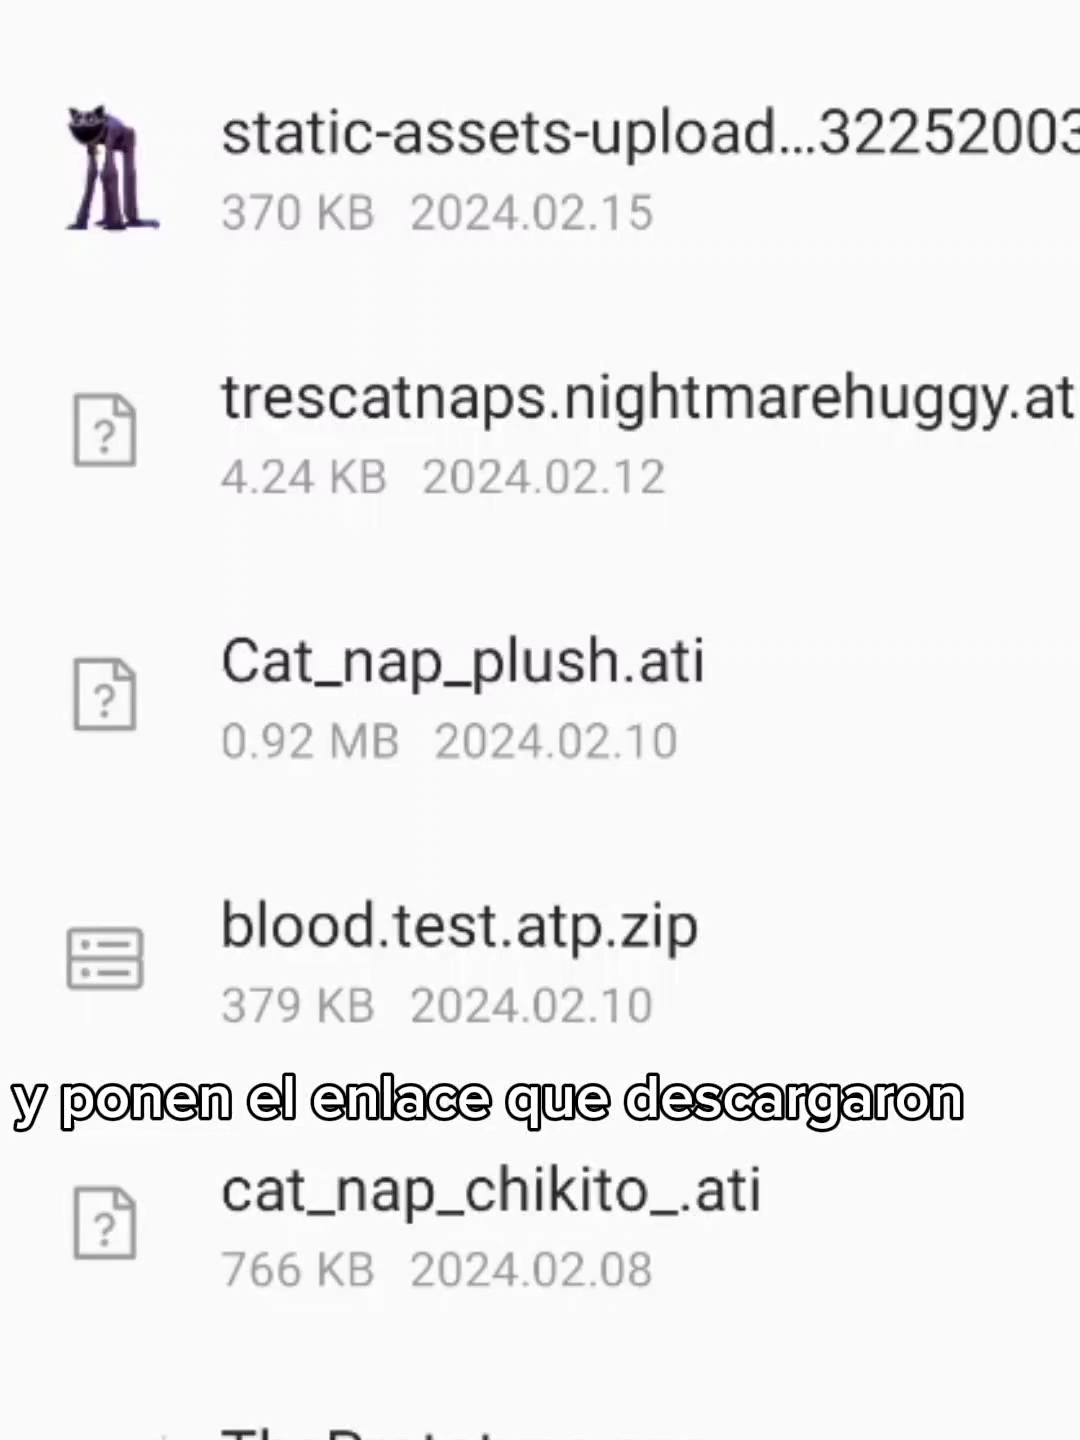 static-assets-upload...32252003
370 KB 2024.02.15
trescatnaps.nightmarehuggy.at
4.24 KB 2024.02.12
Cat_nap_plush.ati
0.92 MB 2024.02.10
blood.test.atp.zip
379 KB 2024.02.10
y ponen el enlace que descargaron
cat_nap_chikito_.ati
766 KB 2024.02.08